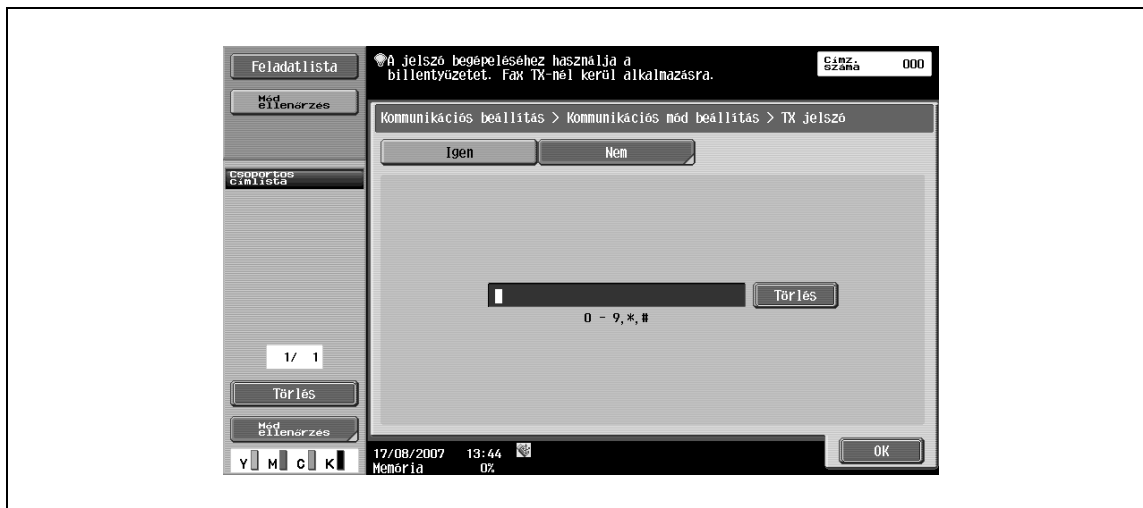 Feladatlista
Mód
ellenőrzés
Csoportos
címlista
1/ 1
Törlés
Mód
ellenőrzés
Y M C K
A jelszó begépeléséhez használja a
billentyűzetet. Fax TX-nél kerül alkalmazásra.
Címz.
száma 000
Kommunikációs beállítás > Kommunikációs mód beállítás > TX jelszó
Igen Nem
Törlés
0 - 9,*,#
17/08/2007 13:44
Memória 0%
OK